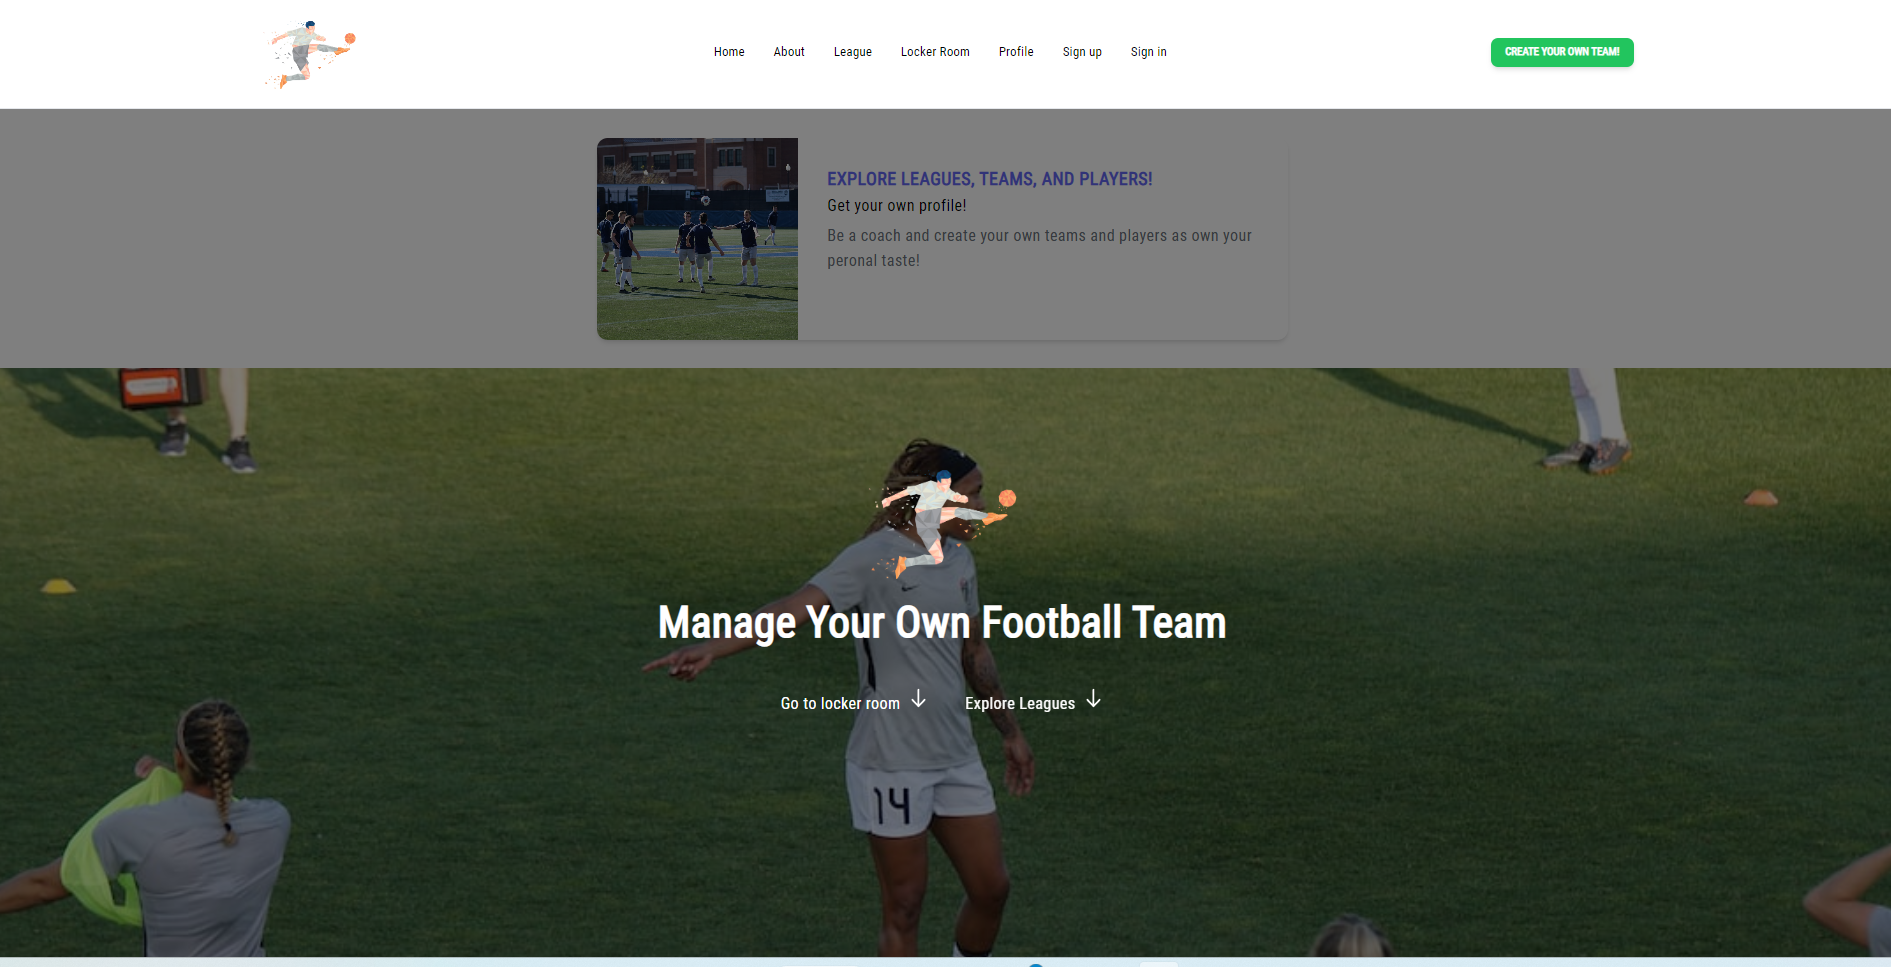 Home About League Locker Room Profile Sign up Sign in
CREATE YOUR OWN TEAM!
EXPLORE LEAGUES, TEAMS, AND PLAYERS!
Get your own profile!
Be a coach and create your own teams and players as own your
peronal taste!
Manage Your Own Football Team
Go to locker room Explore Leagues
14